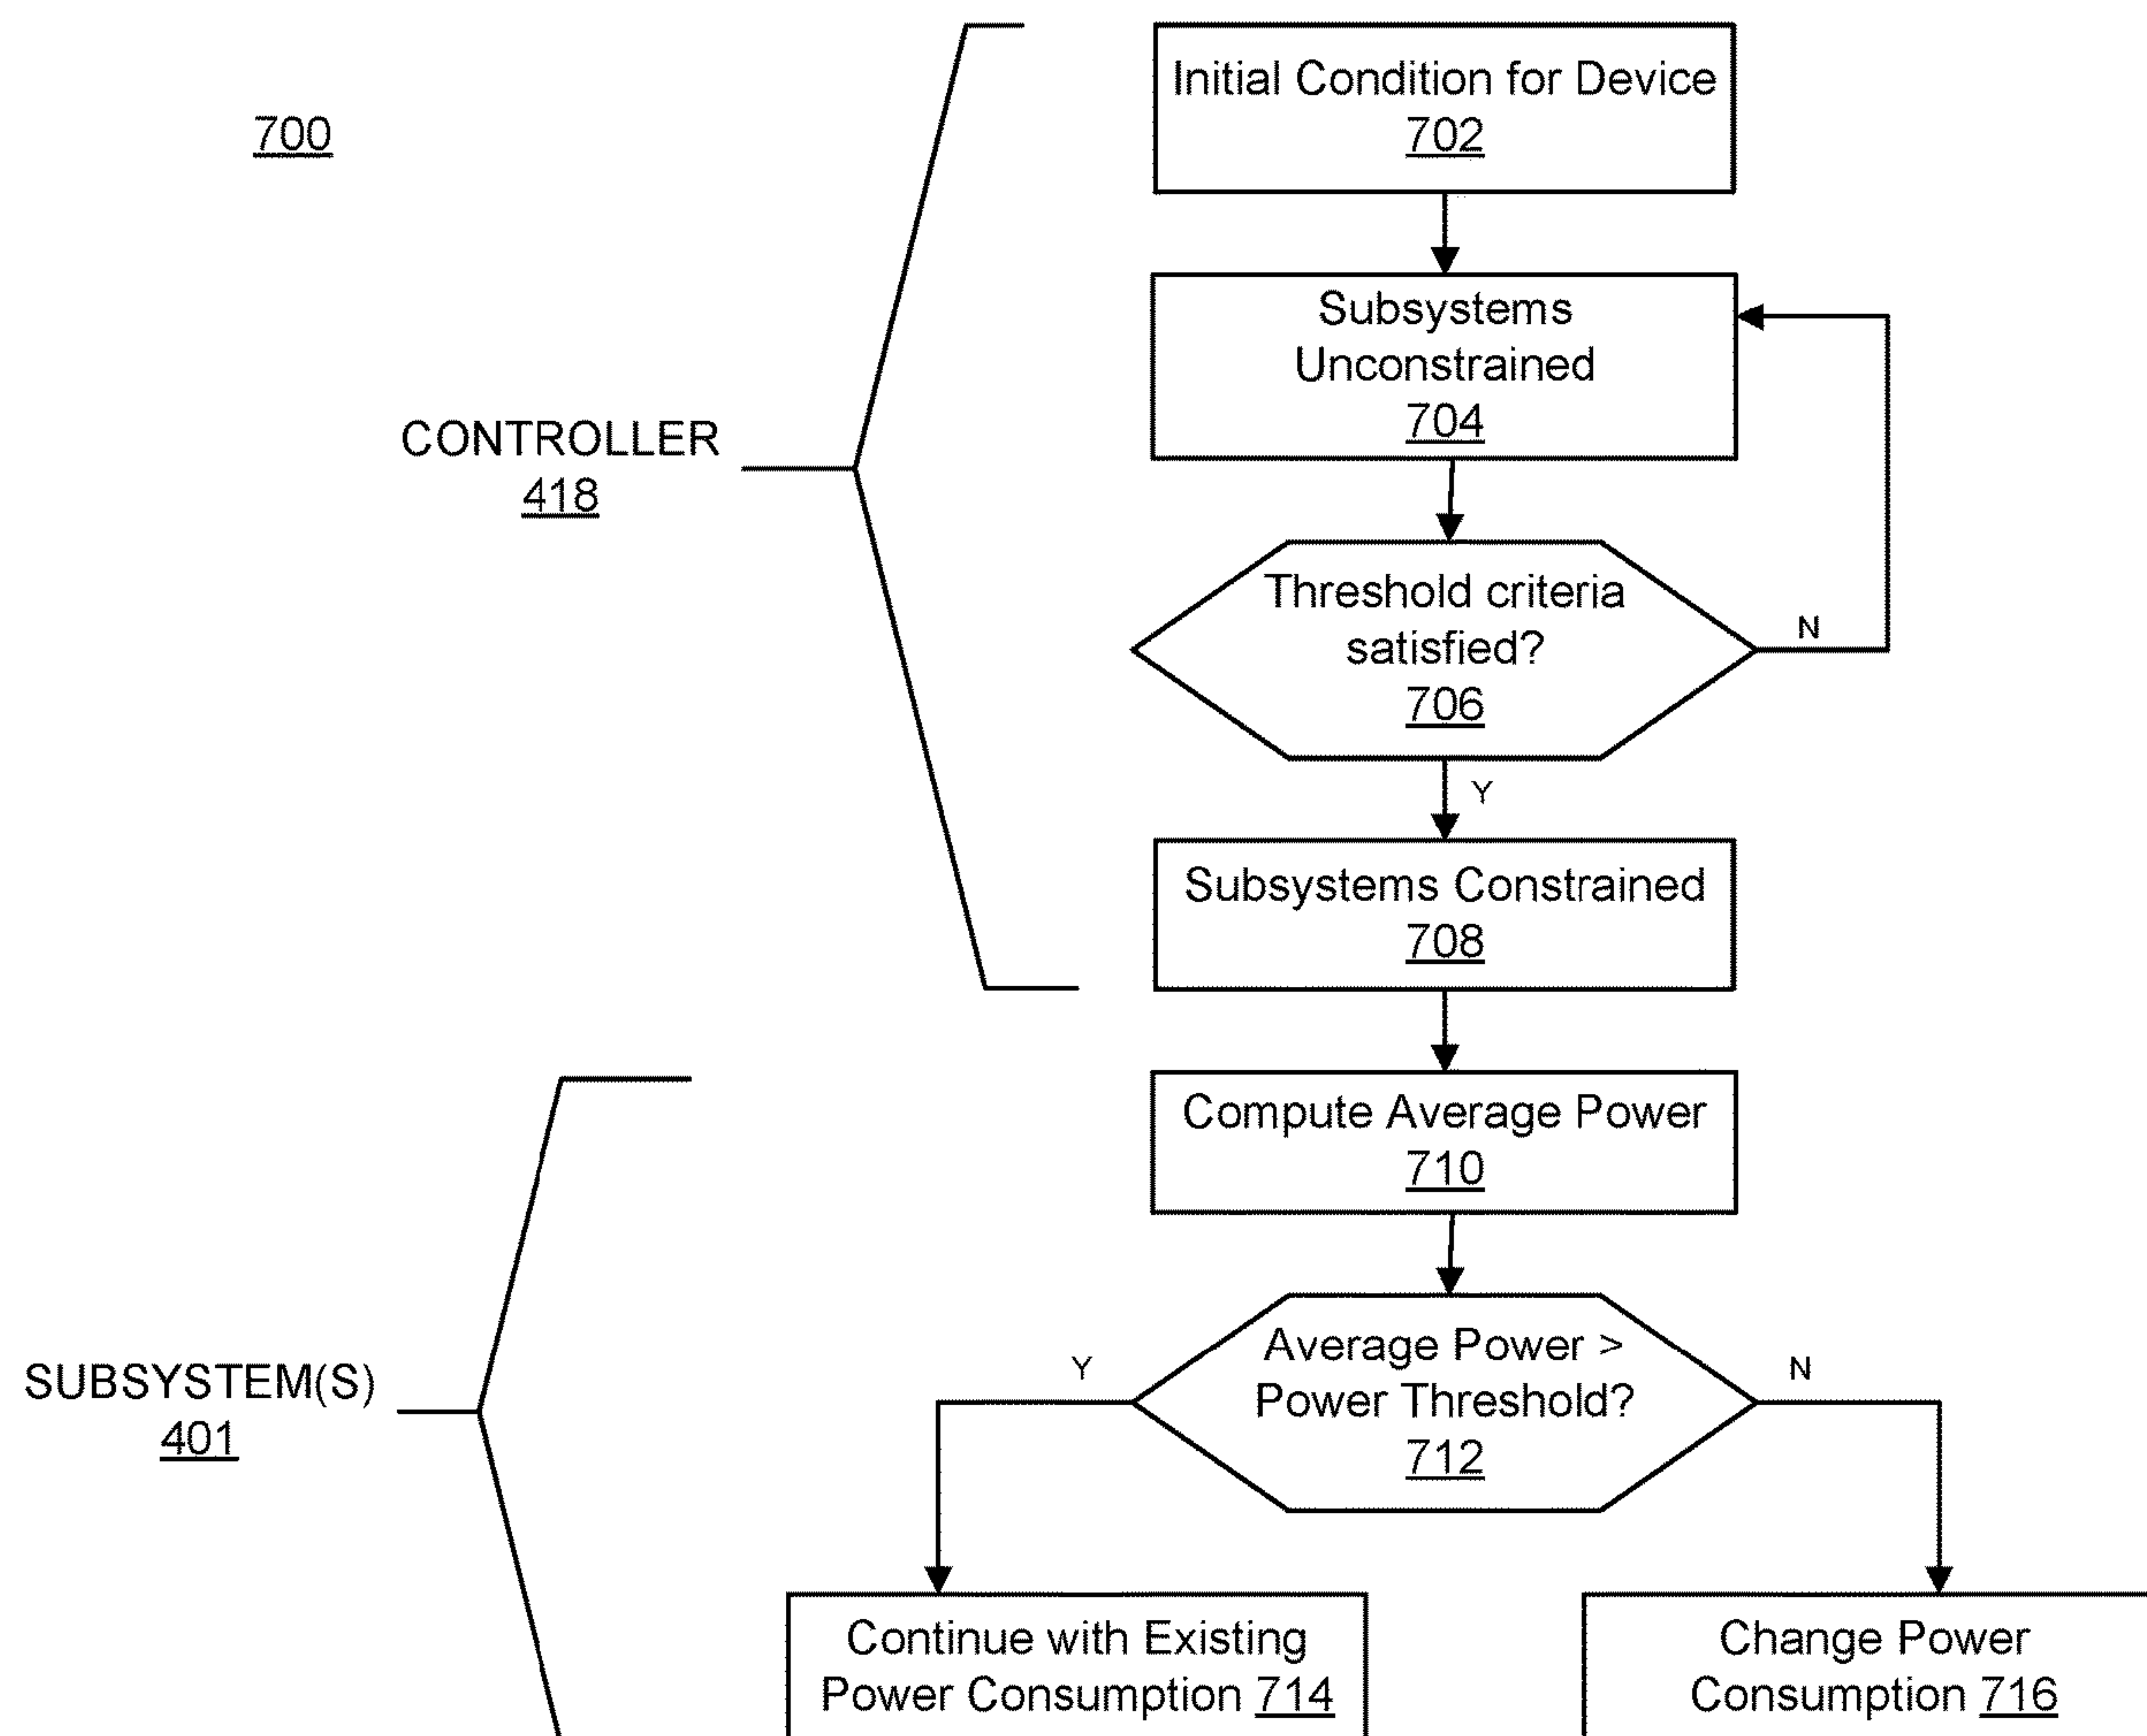 700
Initial Condition for Device
702
Subsystems
Unconstrained
704
CONTROLLER
418
Threshold criteria
satisfied?
706
N
Y
Subsystems Constrained
708
Compute Average Power
710
SUBSYSTEM(S)
401
Average Power >
Power Threshold?
712
Y
N
Continue with Existing
Power Consumption 714
Change Power
Consumption 716